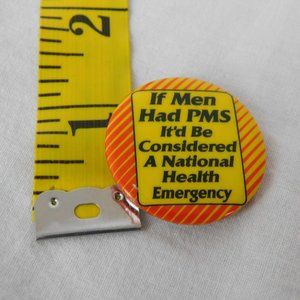 2
1
If Men
Had PMS
It'd Be
Considered
A National
Health
Emergency